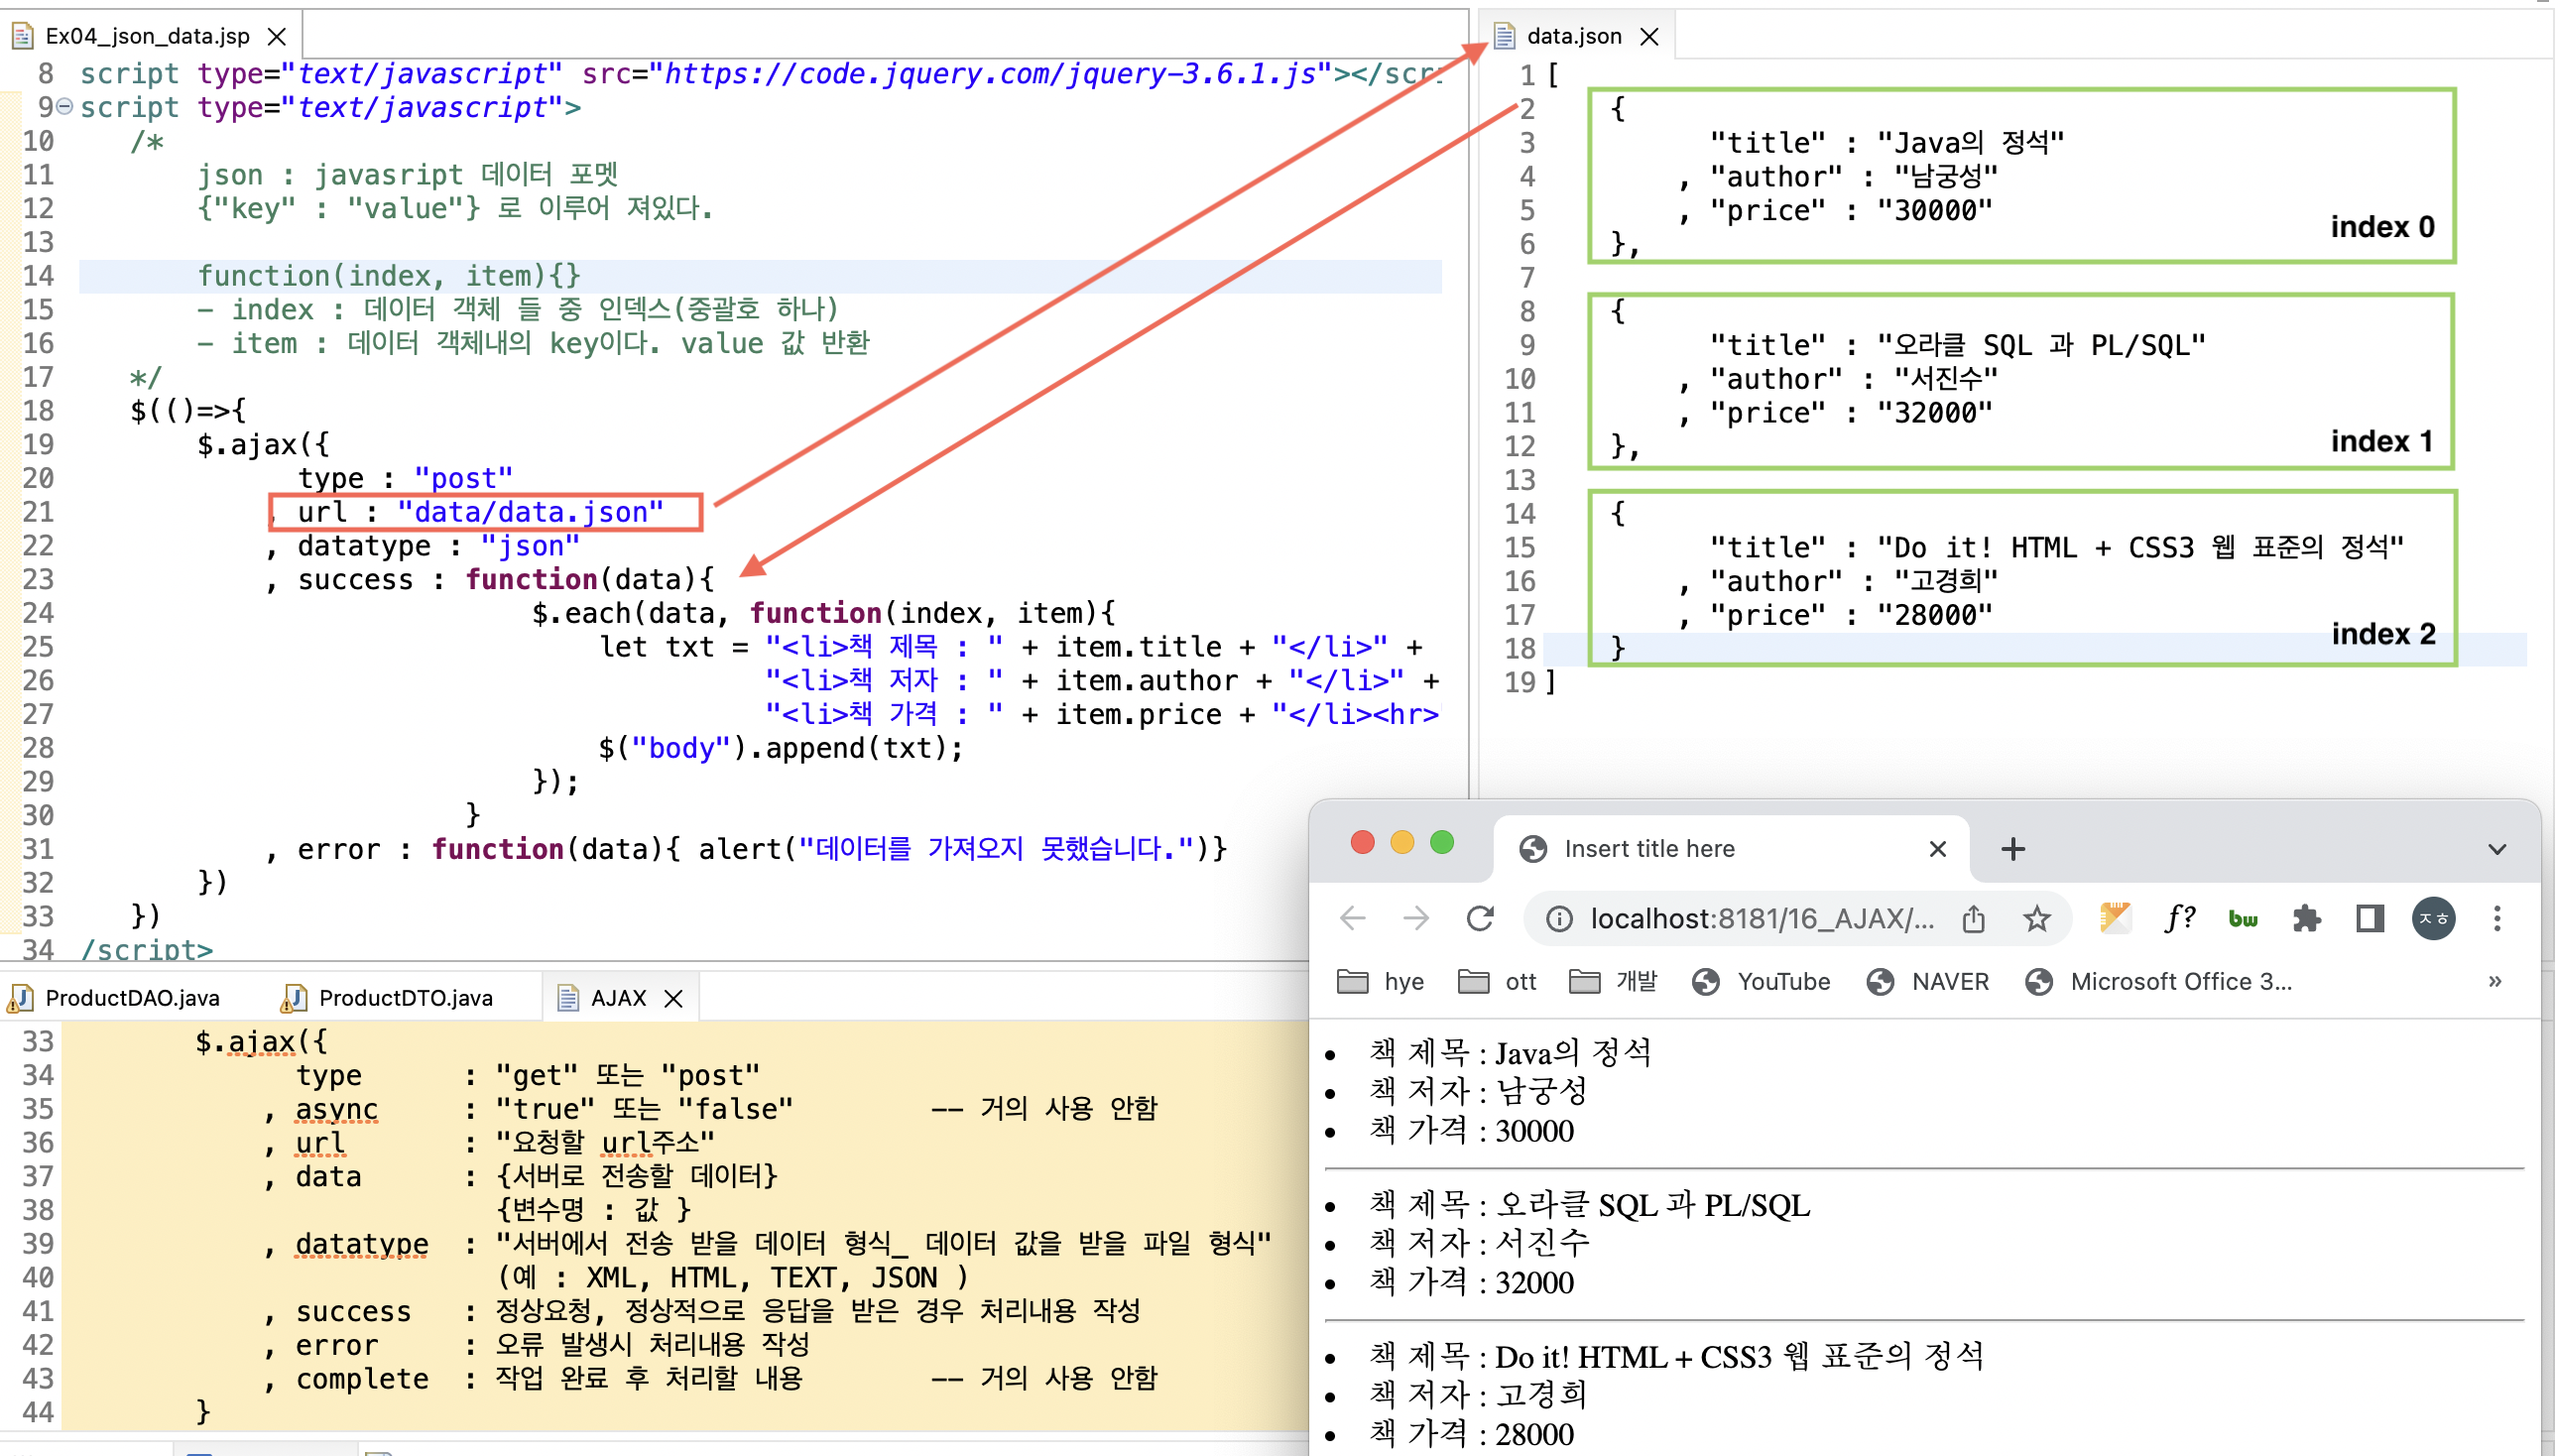 Ex04_json_data.jsp
8 script type="text/javascript" src="https://code.jquery.com/jquery-3.6.1.js"></scr
9 script type="text/javascript">
10 /*
11 json : javasript 데이터 포멧
12 {"key" : "value"} 로 이루어 져있다.
13
14 function(index, item){}
15 - index : 데이터 객체 들 중 인덱스(중괄호 하나)
16 - item : 데이터 객체내의 key이다. value 값 반환
17 */
18 $(()=>{
19 $.ajax({
20 type : "post"
21 , url : "data/data.json"
22 , datatype : "json"
23 , success : function(data){
24 $.each(data, function(index, item){
25 let txt = "<li>책 제목 : " + item.title + "</li>" +
26 "<li>책 저자 : " + item.author + "</li>" +
27 "<li>책 가격 : " + item.price + "</li><hr>
28 $("body").append(txt);
29 });
30 }
31 , error : function(data){ alert("데이터를 가져오지 못했습니다.")}
32 })
33 })
34 /script>
data.json
1 [
2 {
3 "title" : "Java의 정석"
4 , "author" : "남궁성"
5 , "price" : "30000"
index 0
6 },
7
8 {
9 "title" : "오라클 SQL 과 PL/SQL"
10 , "author" : "서진수"
11 , "price" : "32000"
12 },
index 1
13
14 {
15 "title" : "Do it! HTML + CSS3 웹 표준의 정석"
16 , "author" : "고경희"
17 , "price" : "28000"
index 2
18 }
19 ]
ProductDAO.java ProductDTO.java AJAX
33 $.ajax({
34 type : "get" 또는 "post"
35 , async : "true" 또는 "false" -- 거의 사용 안함
36 , url : "요청할 url주소"
37 , data : {서버로 전송할 데이터}
38 {변수명 : 값 }
39 , datatype : "서버에서 전송 받을 데이터 형식_ 데이터 값을 받을 파일 형식"
40 (예 : XML, HTML, TEXT, JSON )
41 , success : 정상요청, 정상적으로 응답을 받은 경우 처리내용 작성
42 , error : 오류 발생시 처리내용 작성
43 , complete : 작업 완료 후 처리할 내용 -- 거의 사용 안함
44 }
Insert title here
localhost:8181/16_AJAX/... f? bw ㅈㅎ
hye ott 개발 YouTube NAVER Microsoft Office 3... »
• 책 제목 : Java의 정석
• 책 저자 : 남궁성
• 책 가격 : 30000
• 책 제목 : 오라클 SQL 과 PL/SQL
• 책 저자 : 서진수
• 책 가격 : 32000
• 책 제목 : Do it! HTML + CSS3 웹 표준의 정석
• 책 저자 : 고경희
• 책 가격 : 28000